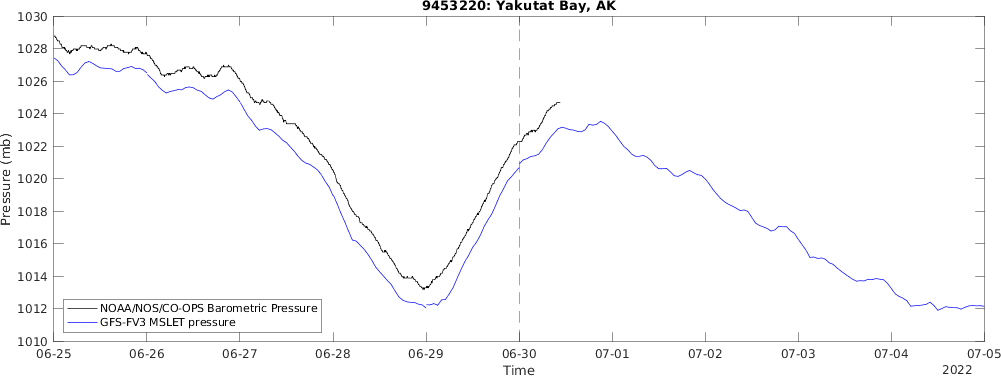 9453220: Yakutat Bay, AK
1030
1028
1026
1024
1022
1020
1018
1016
1014
1012
1010
Pressure (mb)
NOAA/NOS/CO-OPS Barometric Pressure
GFS-FV3 MSLET pressure
06-25 06-26 06-27 06-28 06-29 06-30 07-01 07-02 07-03 07-04 07-05
Time
2022